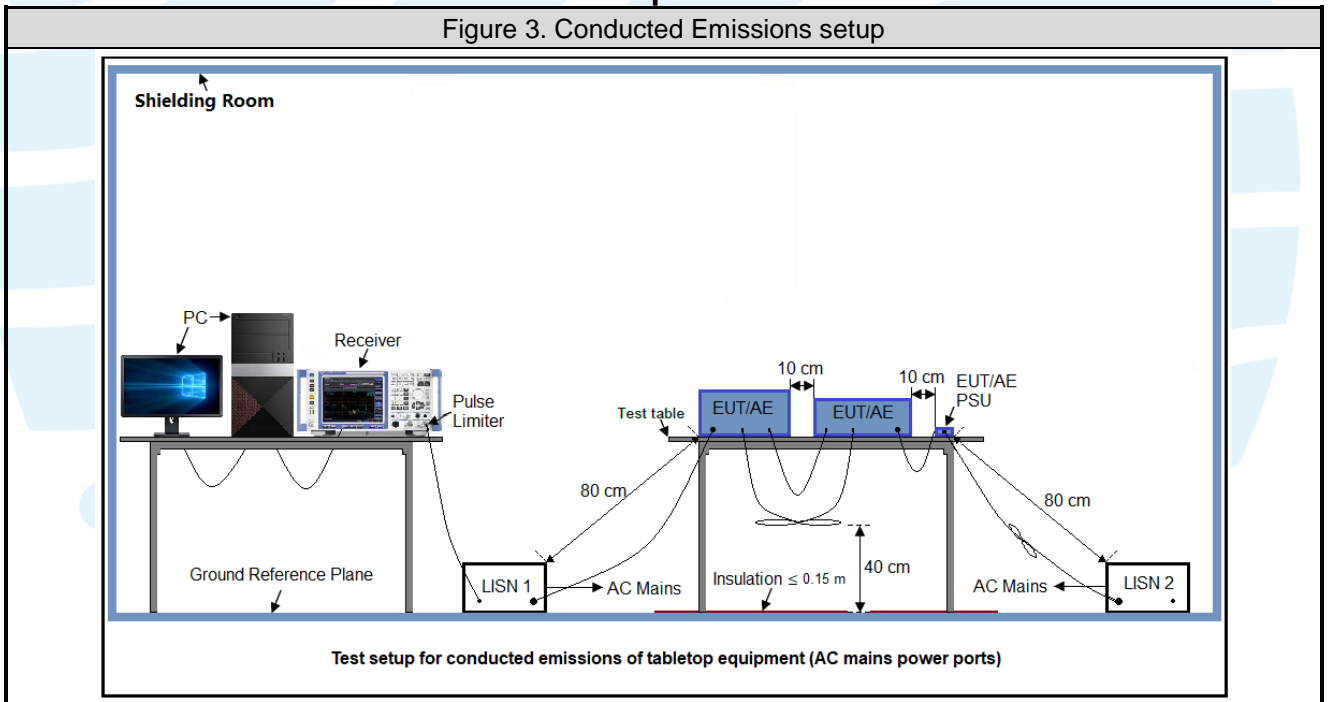 Figure 3. Conducted Emissions setup
Shielding Room
PC
Receiver
Pulse
Limiter
10 cm
10 cm
EUT/AE
PSU
Test table
EUT/AE
EUT/AE
80 cm
80 cm
40 cm
Ground Reference Plane
LISN 1
AC Mains
Insulation ≤ 0.15 m
AC Mains
LISN 2
Test setup for conducted emissions of tabletop equipment (AC mains power ports)